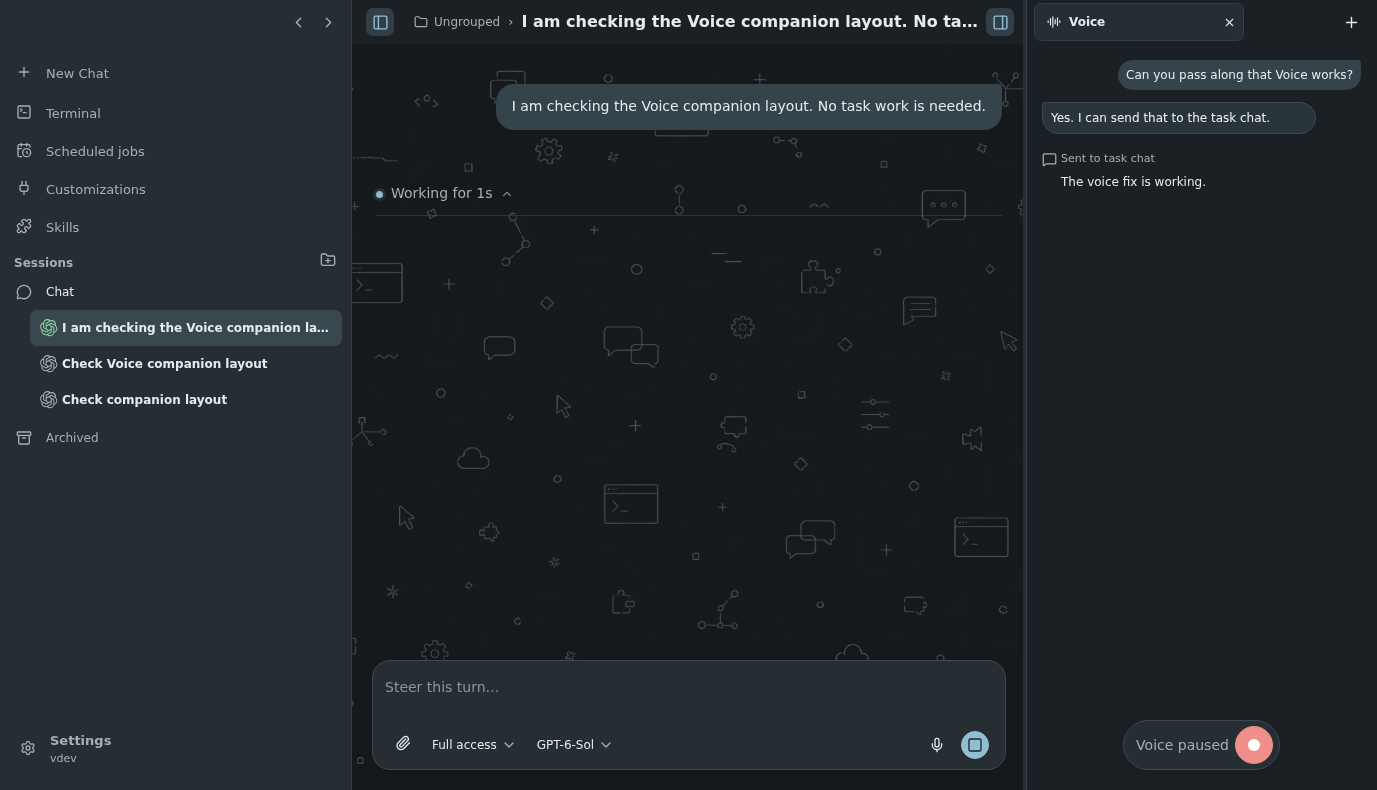 New Chat
Terminal
Scheduled jobs
Customizations
Skills
Sessions
Chat
I am checking the Voice companion la...
Check Voice companion layout
Check companion layout
Archived
Settings
vdev
Ungrouped › I am checking the Voice companion layout. No ta...
I am checking the Voice companion layout. No task work is needed.
Working for 1s
Steer this turn...
Full access
GPT-6-Sol
Voice
Can you pass along that Voice works?
Yes. I can send that to the task chat.
Sent to task chat
The voice fix is working.
Voice paused